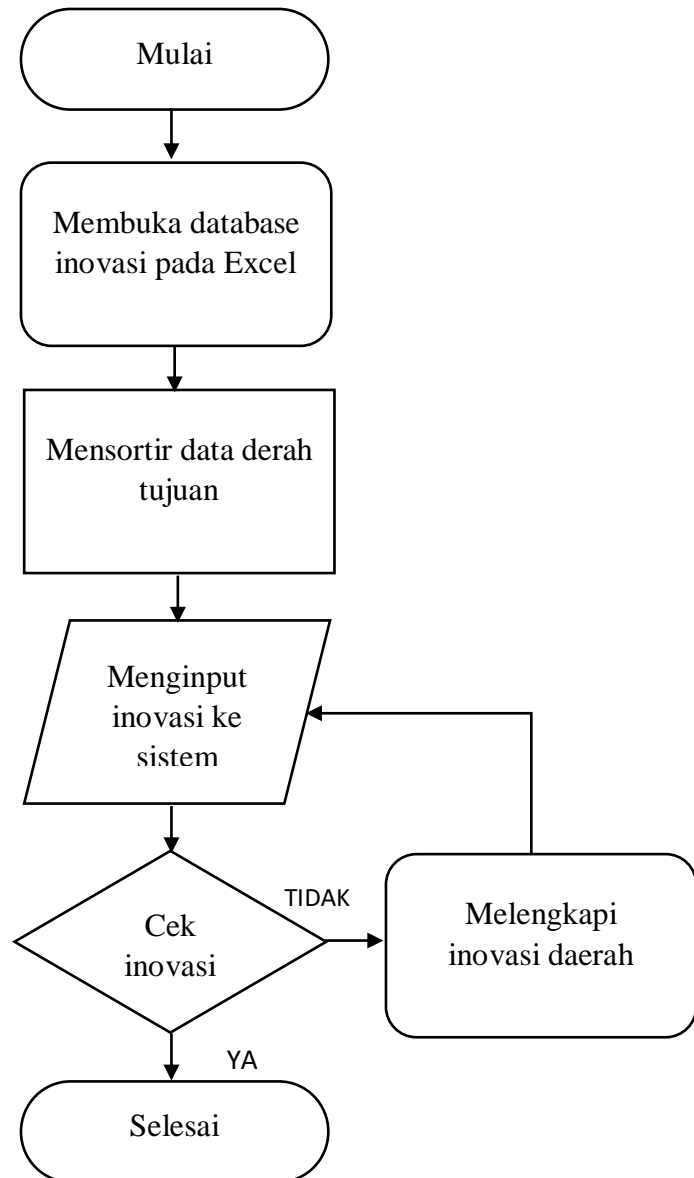 Mulai
Membuka database
inovasi pada Excel
Mensortir data derah
tujuan
Menginput
inovasi ke
sistem
Cek
inovasi
TIDAK
Melengkapi
inovasi daerah
YA
Selesai